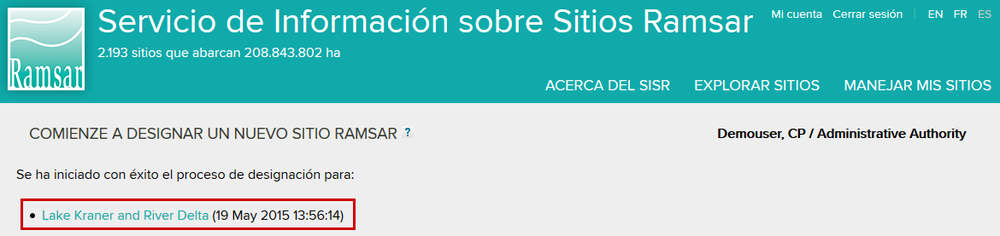 Ramsar
Servicio de Información sobre Sitios Ramsar
2.193 sitios que abarcan 208.843.802 ha
Mi cuenta Cerrar sesión | EN FR ES
ACERCA DEL SISR EXPLORAR SITIOS MANEJAR MIS SITIOS
COMIENZE A DESIGNAR UN NUEVO SITIO RAMSAR ?
Demouser, CP / Administrative Authority
Se ha iniciado con éxito el proceso de designación para:
• Lake Kraner and River Delta (19 May 2015 13:56:14)